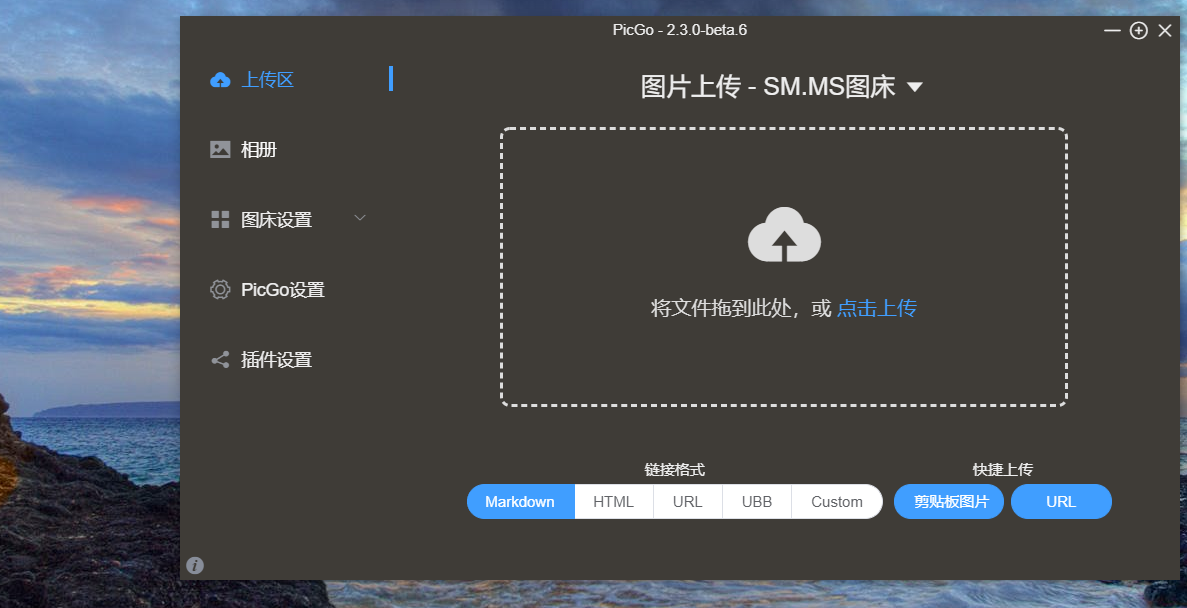 PicGo - 2.3.0-beta.6
上传区
相册
图床设置
PicGo设置
插件设置
图片上传 - SM.MS图床
将文件拖到此处，或 点击上传
链接格式
Markdown HTML URL UBB Custom
快捷上传
剪贴板图片 URL